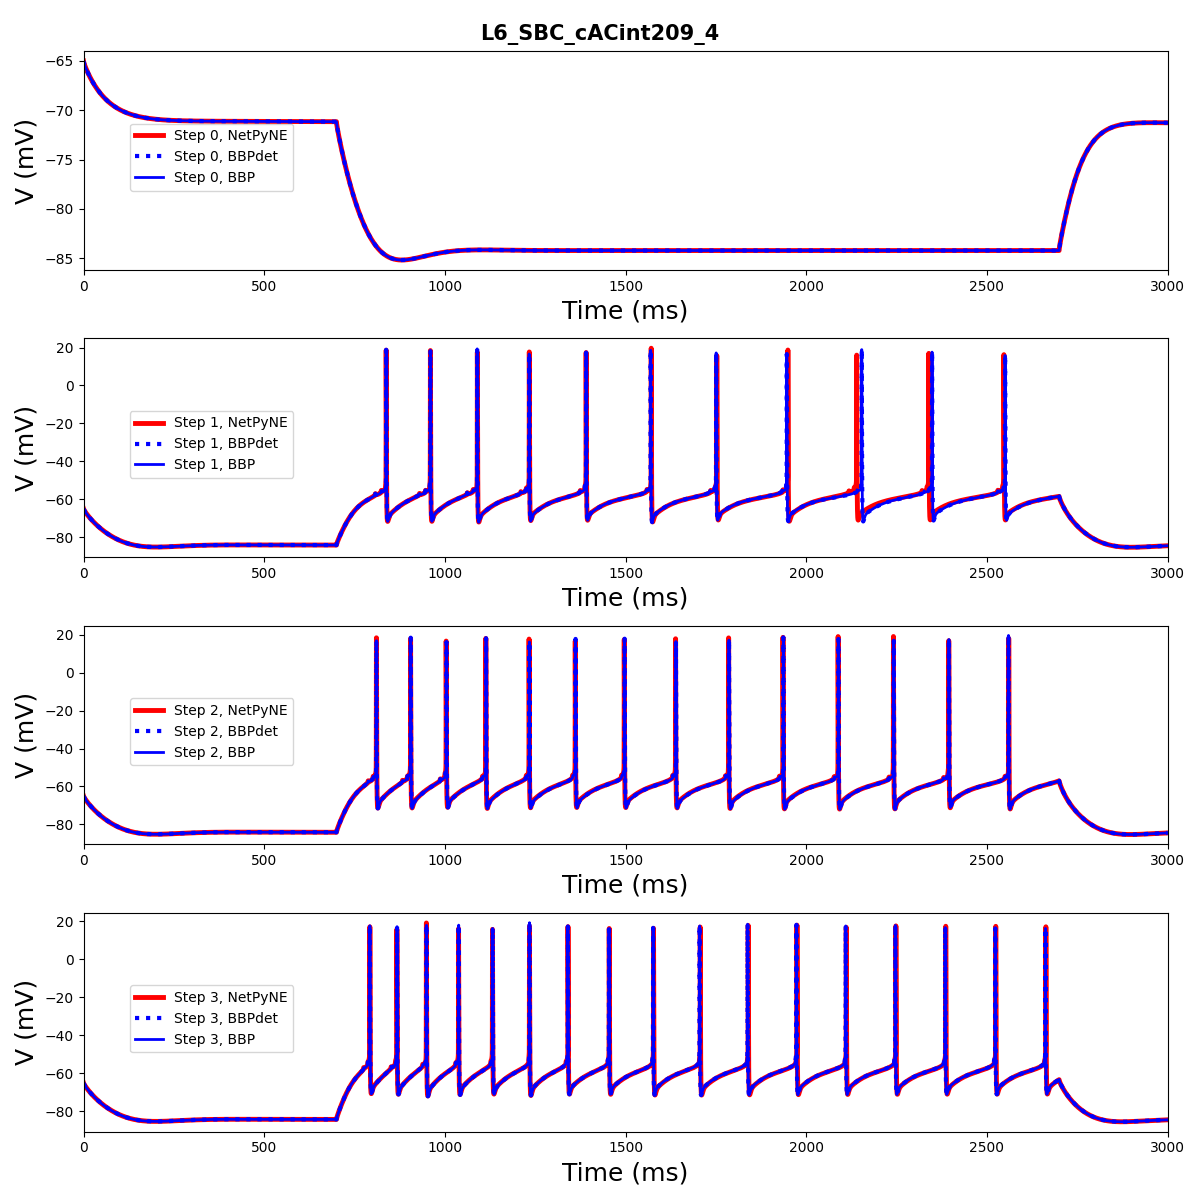 L6_SBC_cACint209_4
−65
−70
−75
−80
−85
V (mV)
Step 0, NetPyNE
Step 0, BBPdet
Step 0, BBP
0 500 1000 1500 2000 2500 3000
Time (ms)
20
0
−20
−40
−60
−80
V (mV)
Step 1, NetPyNE
Step 1, BBPdet
Step 1, BBP
0 500 1000 1500 2000 2500 3000
Time (ms)
20
0
−20
−40
−60
−80
V (mV)
Step 2, NetPyNE
Step 2, BBPdet
Step 2, BBP
0 500 1000 1500 2000 2500 3000
Time (ms)
20
0
−20
−40
−60
−80
V (mV)
Step 3, NetPyNE
Step 3, BBPdet
Step 3, BBP
0 500 1000 1500 2000 2500 3000
Time (ms)